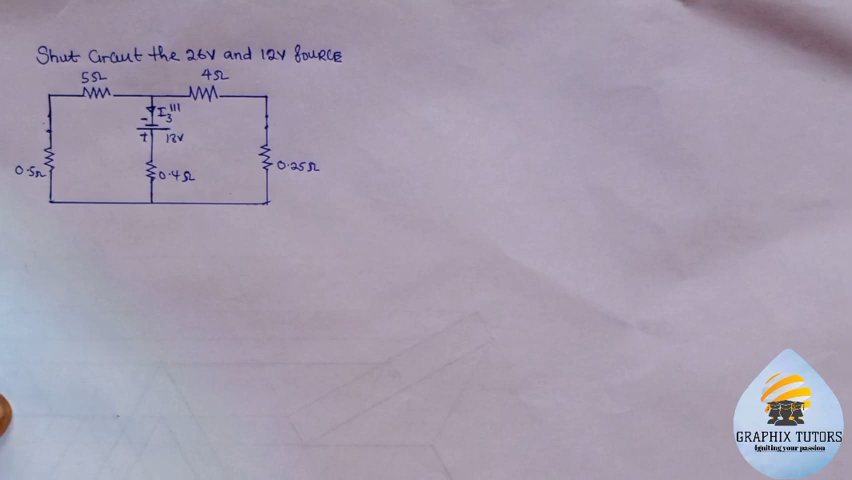 Shut Circuit the 26V and 12V source
5Ω 4Ω
I3'''
-
+ 12V
0.5Ω 0.4Ω 0.25Ω
GRAPHIX TUTORS
igniting your passion